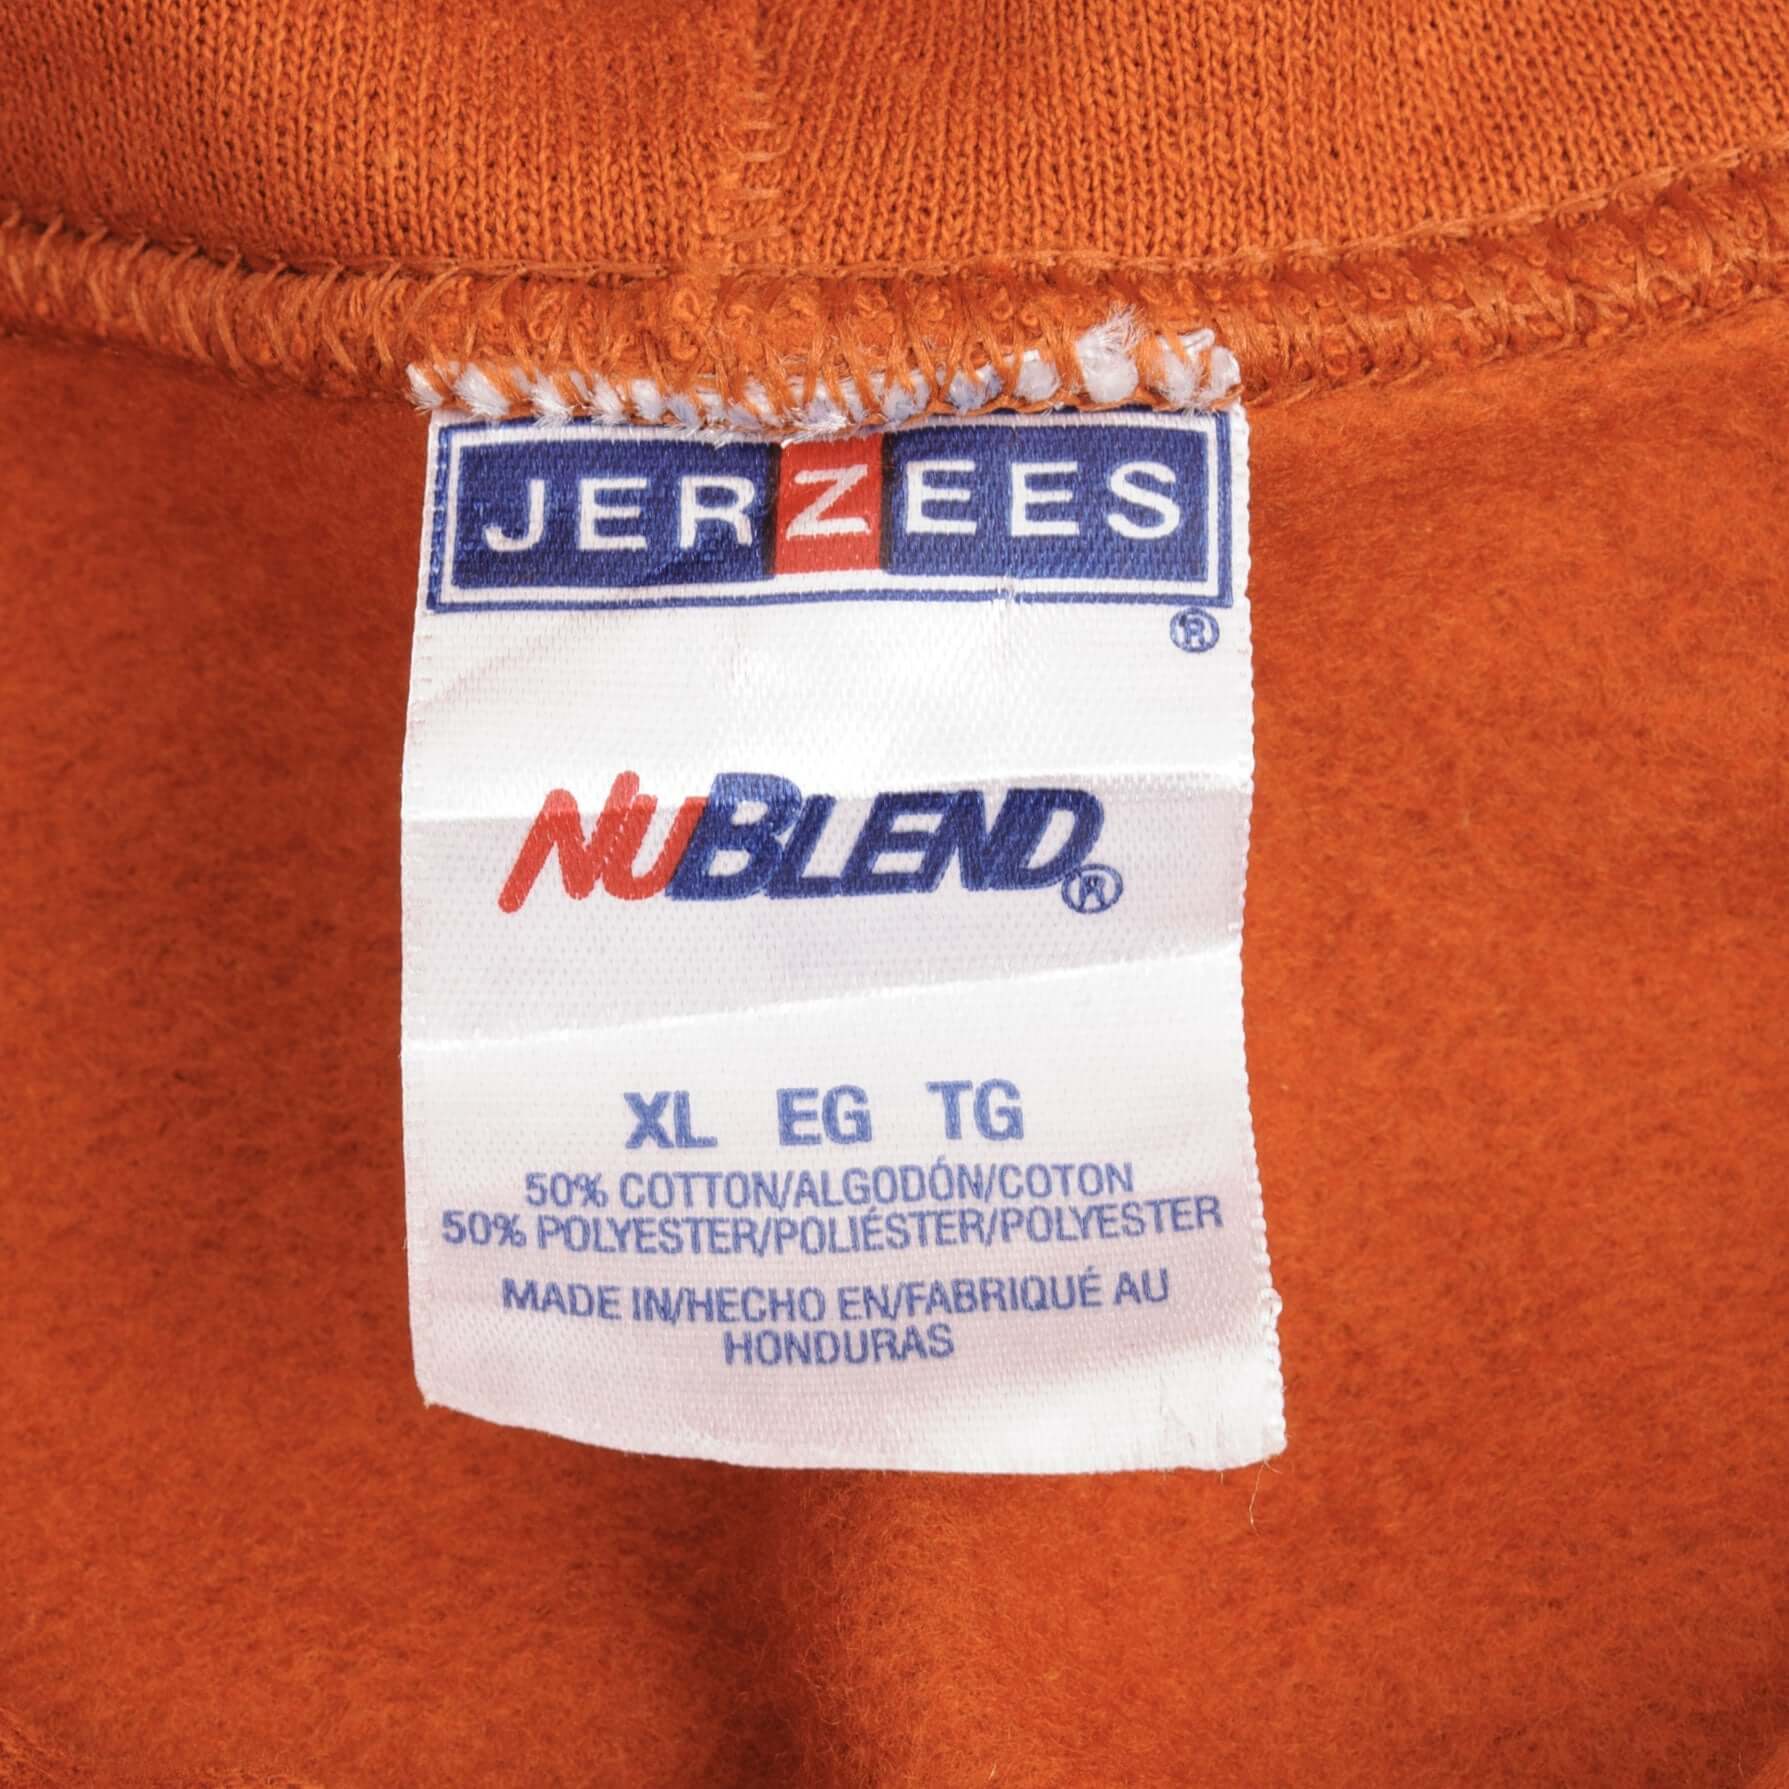 JERZEES
®
NUBLEND®
XL EG TG
50% COTTON/ALGODÓN/COTON
50% POLYESTER/POLIÉSTER/POLYESTER
MADE IN/HECHO EN/FABRIQUÉ AU
HONDURAS